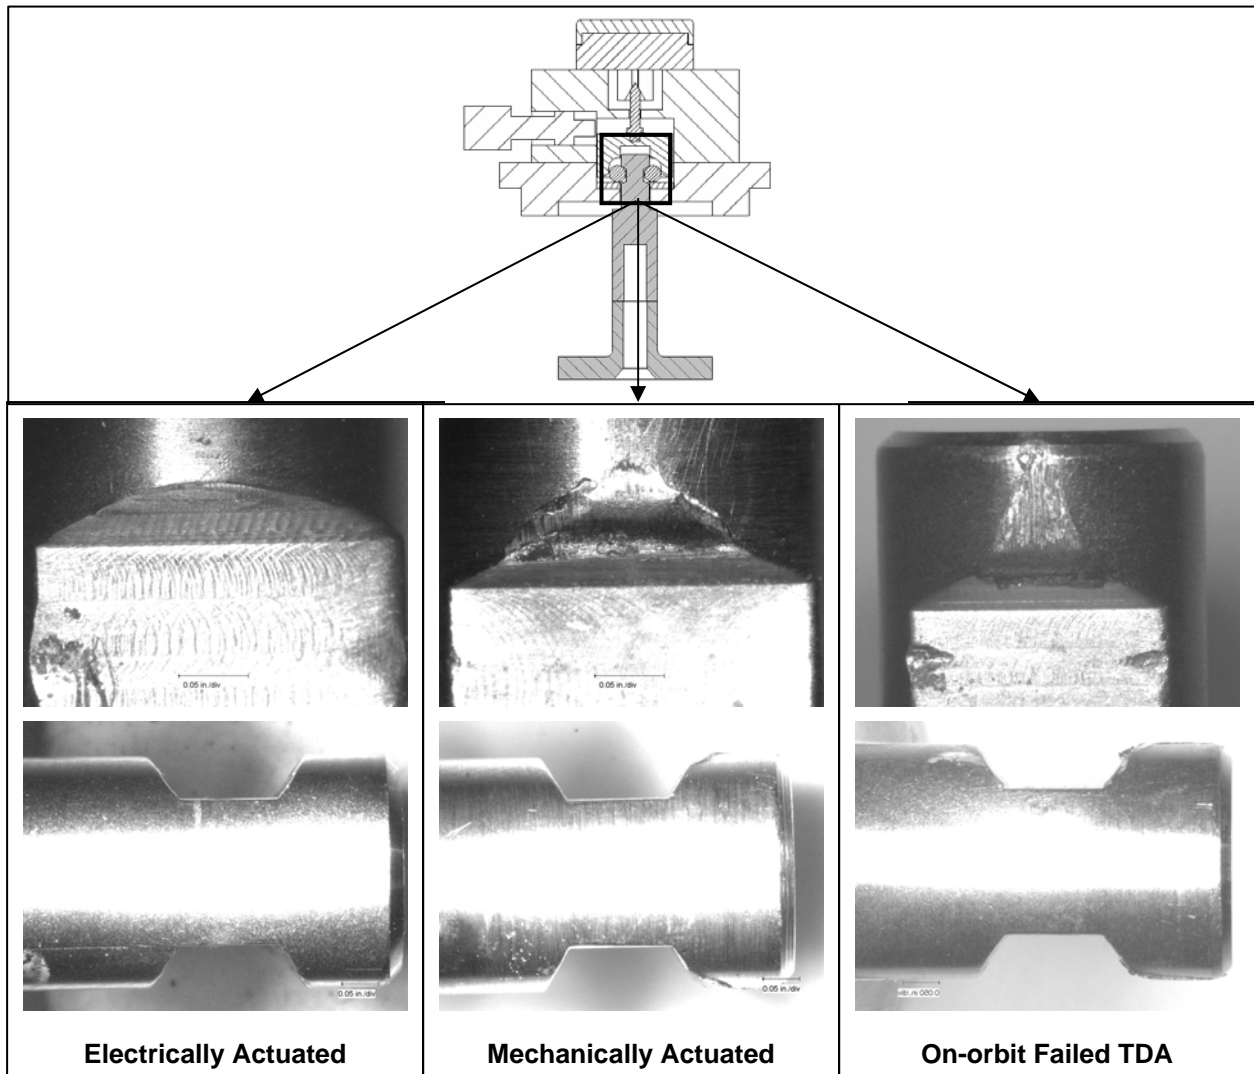 0.05 in./div
0.05 in./div
0.05 in./div
0.05 in./div
0.050 in./div
Electrically Actuated
Mechanically Actuated
On-orbit Failed TDA